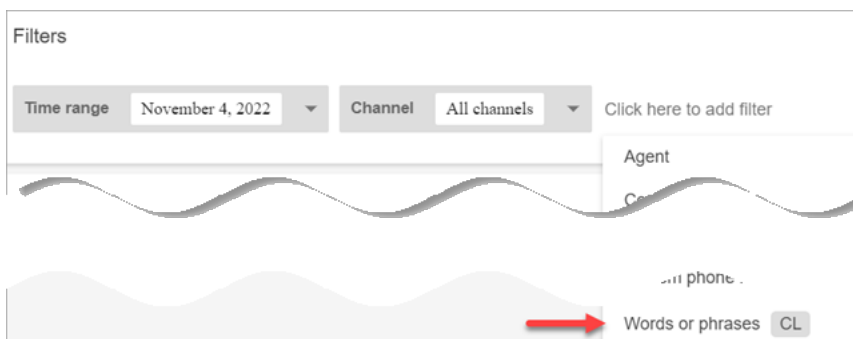 Filters
Time range November 4, 2022 Channel All channels Click here to add filter
Agent
phone
Words or phrases CL